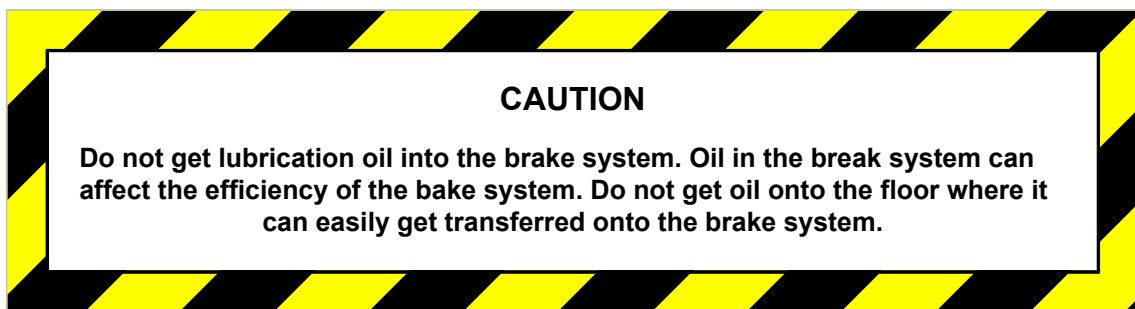 CAUTION
Do not get lubrication oil into the brake system. Oil in the break system can
affect the efficiency of the bake system. Do not get oil onto the floor where it
can easily get transferred onto the brake system.